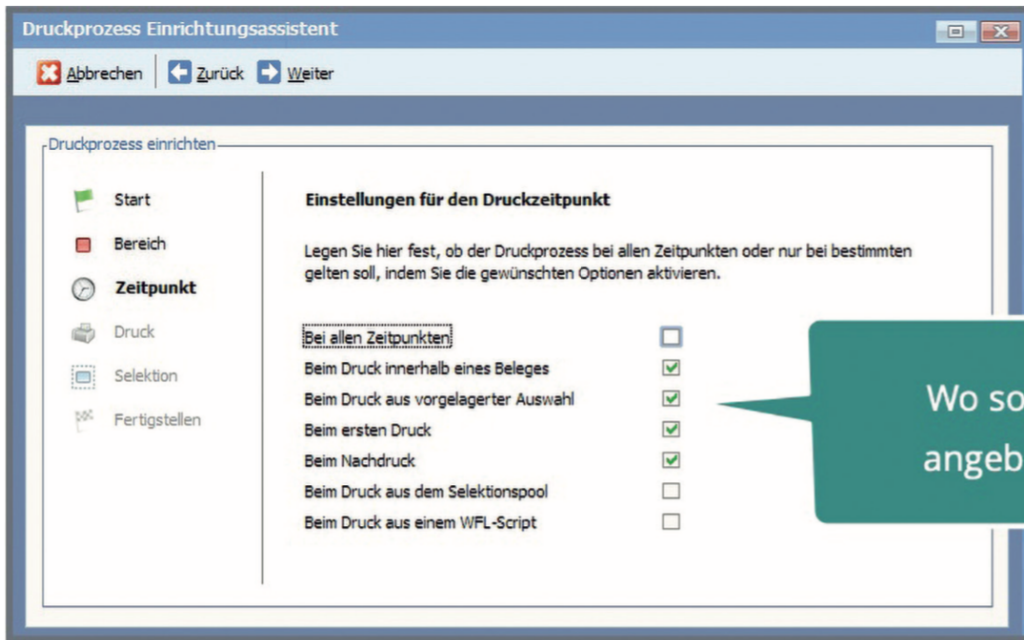 Druckprozess Einrichtungsassistent
Abbrechen Zurück Weiter
Druckprozess einrichten
Start
Bereich
Zeitpunkt
Druck
Selektion
Fertigstellen
Einstellungen für den Druckzeitpunkt
Legen Sie hier fest, ob der Druckprozess bei allen Zeitpunkten oder nur bei bestimmten
gelten soll, indem Sie die gewünschten Optionen aktivieren.
Bei allen Zeitpunkten
Beim Druck innerhalb eines Beleges
Beim Druck aus vorgelagerter Auswahl
Beim ersten Druck
Beim Nachdruck
Beim Druck aus dem Selektionspool
Beim Druck aus einem WFL-Script
Wo so
angeb